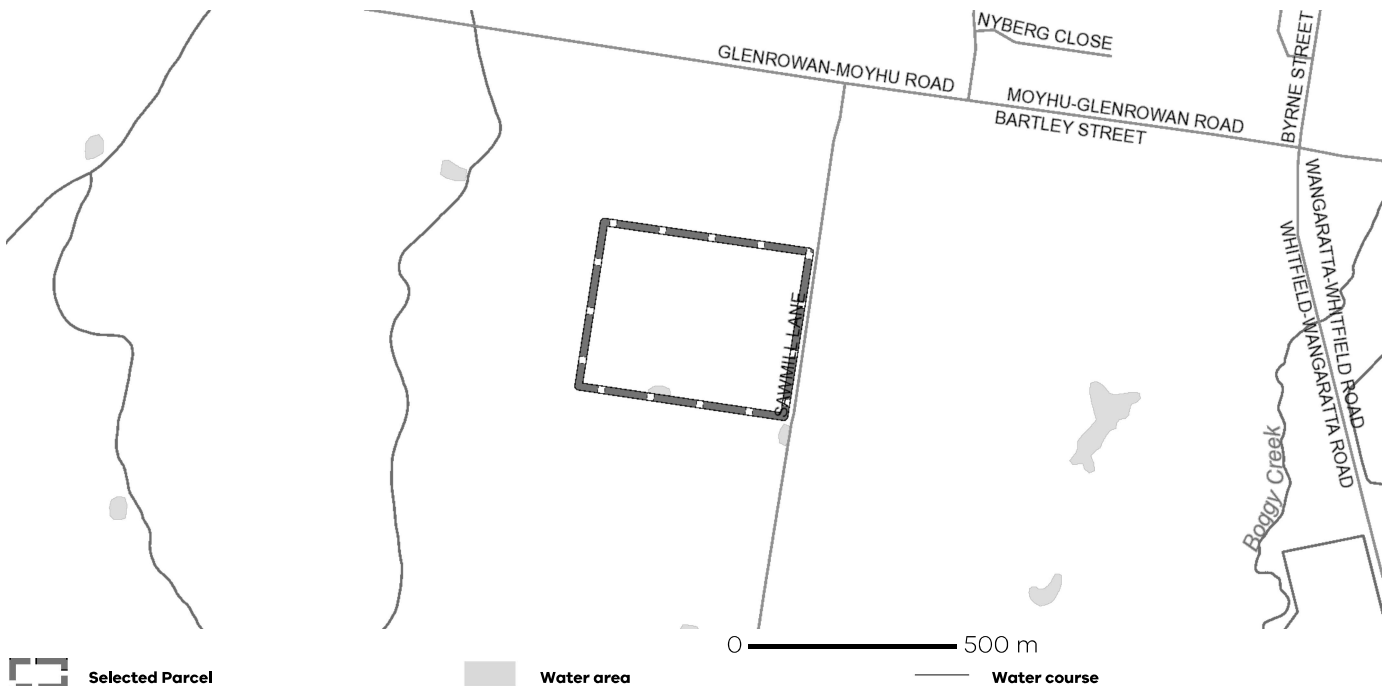 NYBERG CLOSE
GLENROWAN-MOYHU ROAD
MOYHU-GLENROWAN ROAD
BARTLEY STREET
BYRNE STREET
WANGARATTA-WHITFIELD ROAD
WHITFIELD-WANGARATTA ROAD
SAWMILL LANE
Boggy Creek
0 500 m
Selected Parcel
Water area
Water course